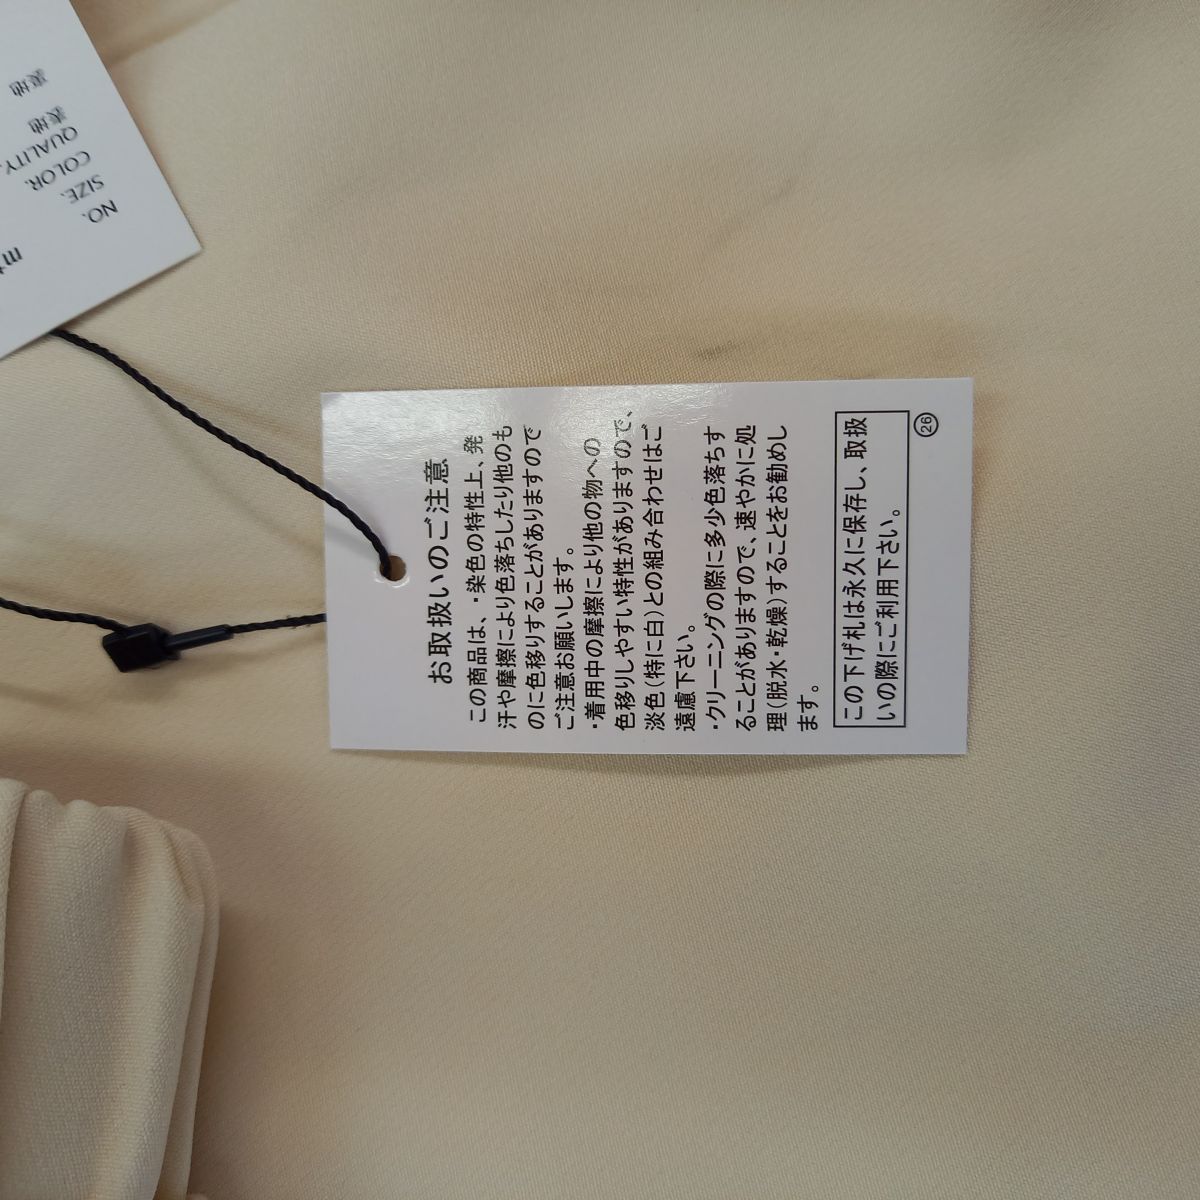 お取扱いのご注意
この商品は、・染色の特性上、発
汗や摩擦により色落ちしたり他のも
のに色移りすることがありますので
ご注意お願いします。
・着用中の摩擦により他の物への
色移りしやすい特性がありますので、
淡色(特に白)との組み合わせはご
遠慮下さい。
・クリーニングの際に多少色落ちす
ることがありますので、速やかに処
理(脱水・乾燥)することをお勧めし
ます。
この下げ札は永久に保存し、取扱
いの際にご利用下さい。
26
NO.
SIZE.
COLOR.
QUALITY.
表地
表地